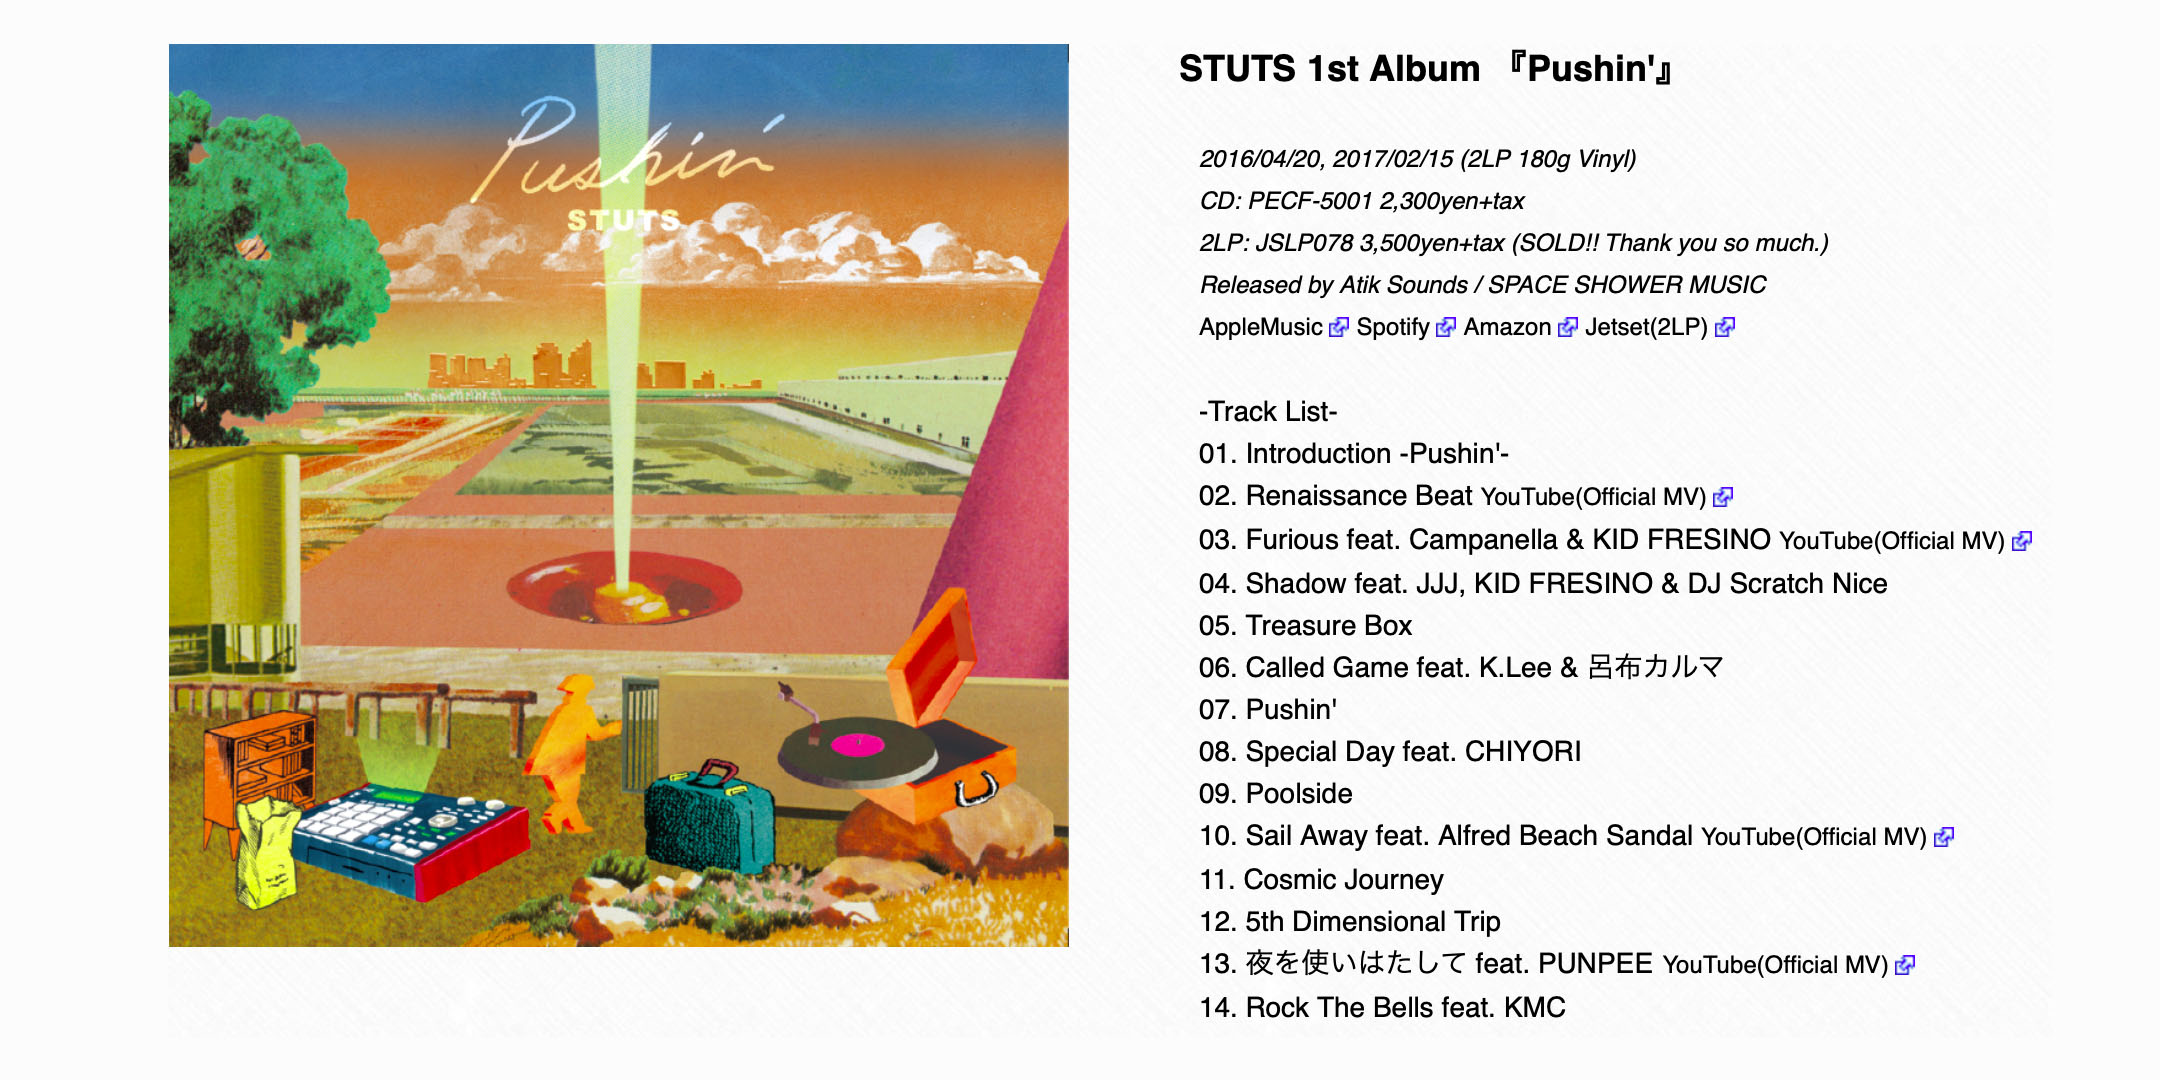 Pushin'
STUTS
STUTS 1st Album 『Pushin'』
2016/04/20, 2017/02/15 (2LP 180g Vinyl)
CD: PECF-5001 2,300yen+tax
2LP: JSLP078 3,500yen+tax (SOLD!! Thank you so much.)
Released by Atik Sounds / SPACE SHOWER MUSIC
AppleMusic Spotify Amazon Jetset(2LP)
-Track List-
01. Introduction -Pushin'-
02. Renaissance Beat YouTube(Official MV)
03. Furious feat. Campanella & KID FRESINO YouTube(Official MV)
04. Shadow feat. JJJ, KID FRESINO & DJ Scratch Nice
05. Treasure Box
06. Called Game feat. K.Lee & 呂布カルマ
07. Pushin'
08. Special Day feat. CHIYORI
09. Poolside
10. Sail Away feat. Alfred Beach Sandal YouTube(Official MV)
11. Cosmic Journey
12. 5th Dimensional Trip
13. 夜を使いはたして feat. PUNPEE YouTube(Official MV)
14. Rock The Bells feat. KMC